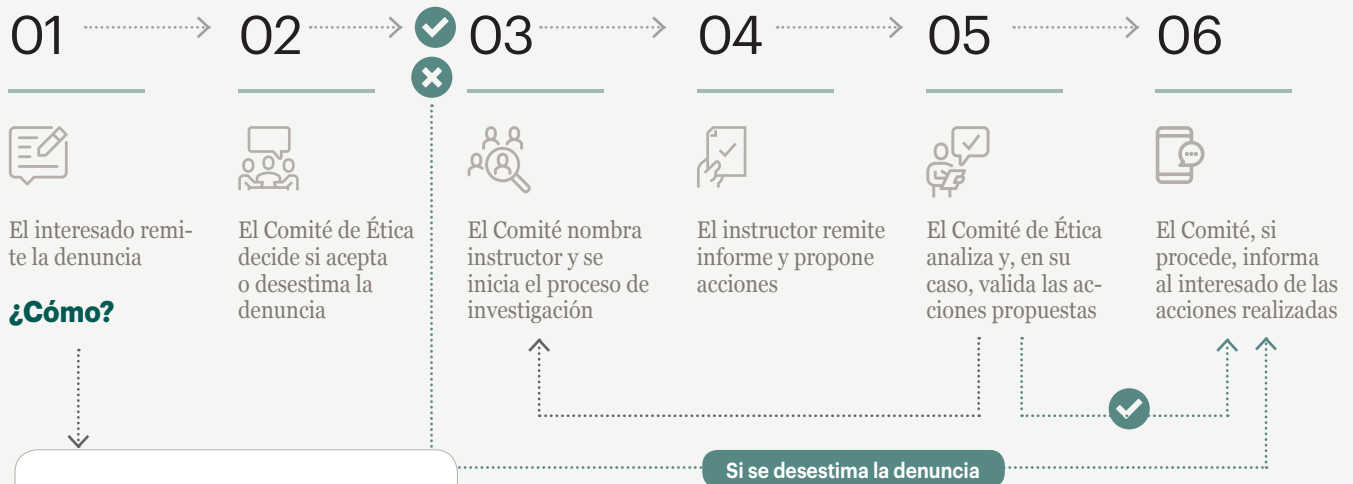 01
02
03
04
05
06
El interesado remi-
te la denuncia
¿Cómo?
El Comité de Ética
decide si acepta
o desestima la
denuncia
El Comité nombra
instructor y se
inicia el proceso de
investigación
El instructor remite
informe y propone
acciones
El Comité de Ética
analiza y, en su
caso, valida las ac-
ciones propuestas
El Comité, si
procede, informa
al interesado de las
acciones realizadas
Si se desestima la denuncia